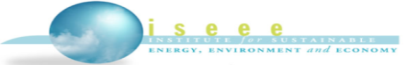 iseee
INSTITUTE for SUSTAINABLE
ENERGY, ENVIRONMENT and ECONOMY